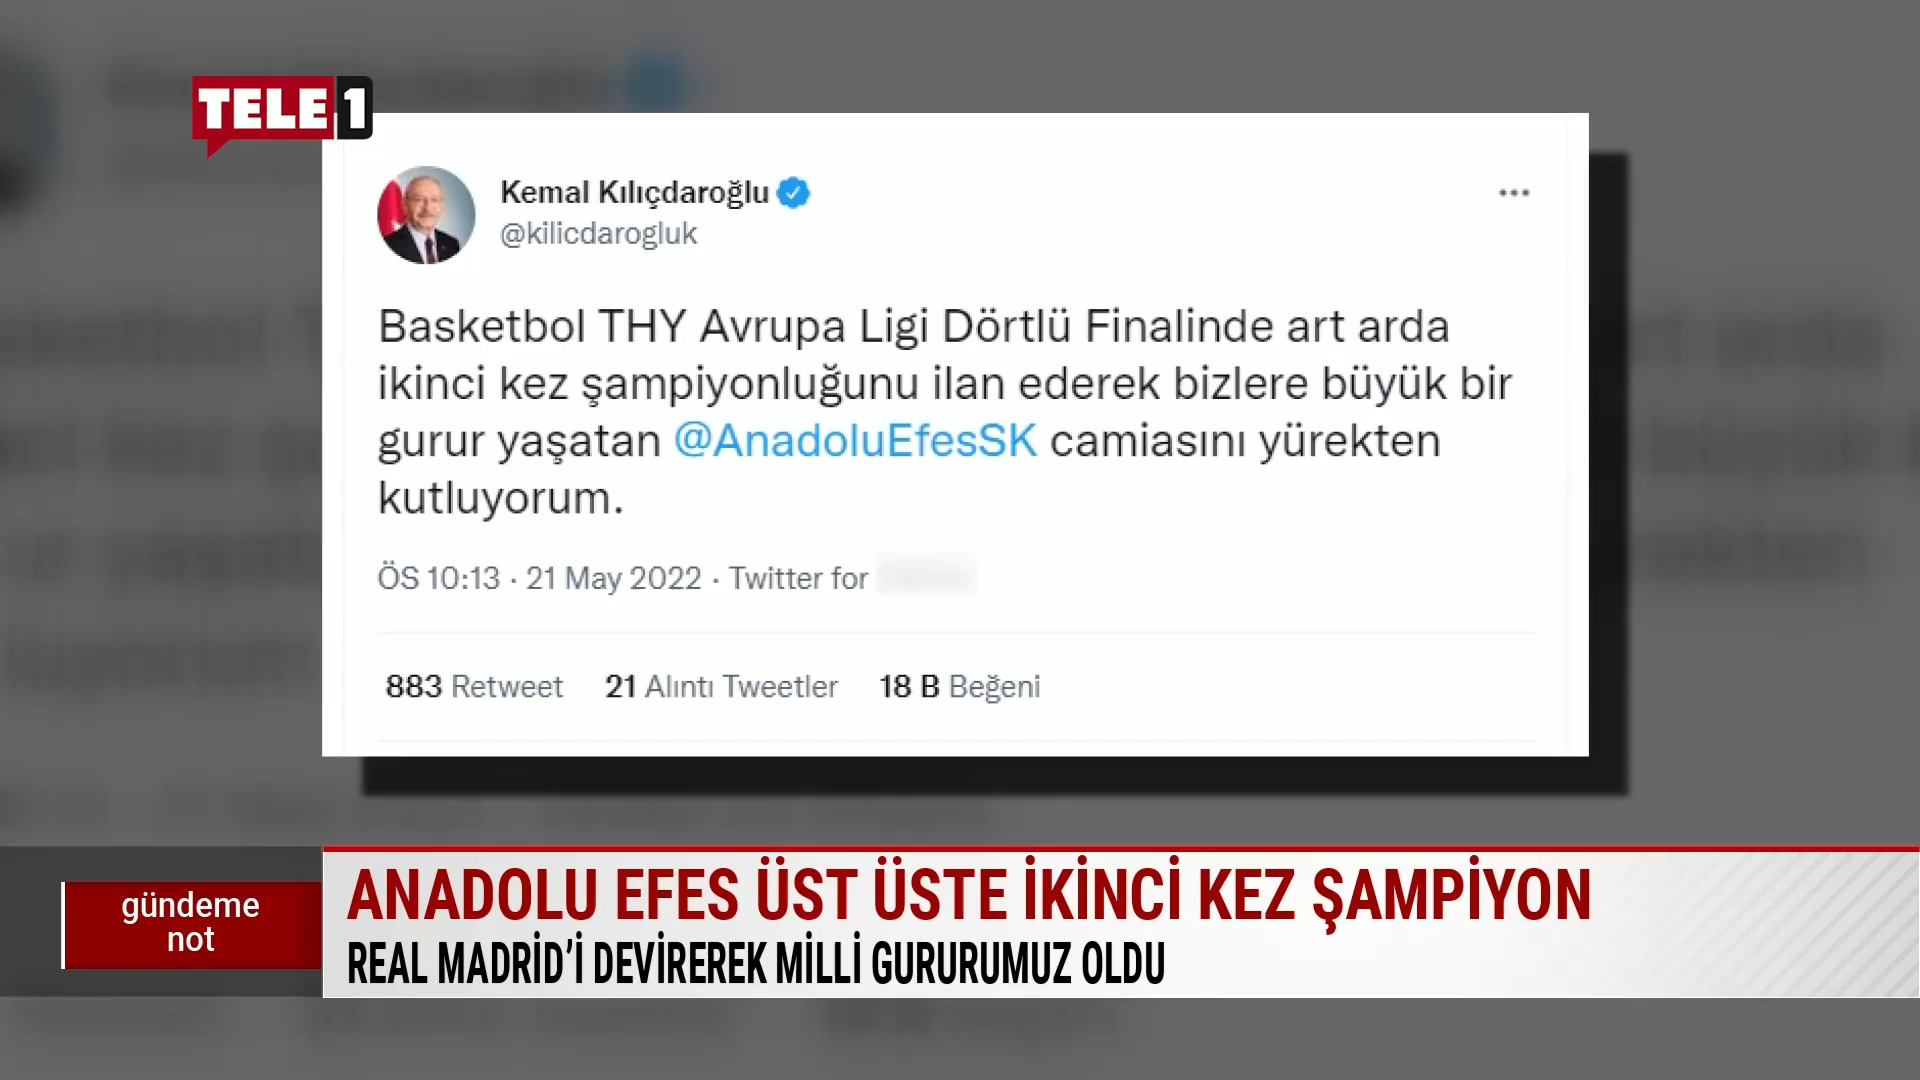 TELE1
Kemal Kılıçdaroğlu
@kilicdarogluk
Basketbol THY Avrupa Ligi Dörtlü Finalinde art arda
ikinci kez şampiyonluğunu ilan ederek bizlere büyük bir
gurur yaşatan @AnadoluEfesSK camiasını yürekten
kutluyorum.
ÖS 10:13 · 21 May 2022 · Twitter for
883 Retweet 21 Alıntı Tweetler 18 B Beğeni
gündeme
not
ANADOLU EFES ÜST ÜSTE İKİNCİ KEZ ŞAMPİYON
REAL MADRİD’İ DEVİREREK MİLLİ GURURUMUZ OLDU